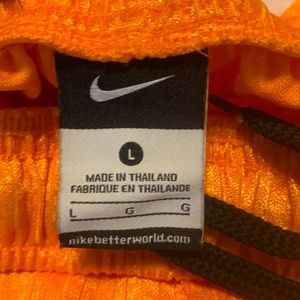 L
MADE IN THAILAND
FABRIQUE EN THAILANDE
L G G
nikebetterworld.com